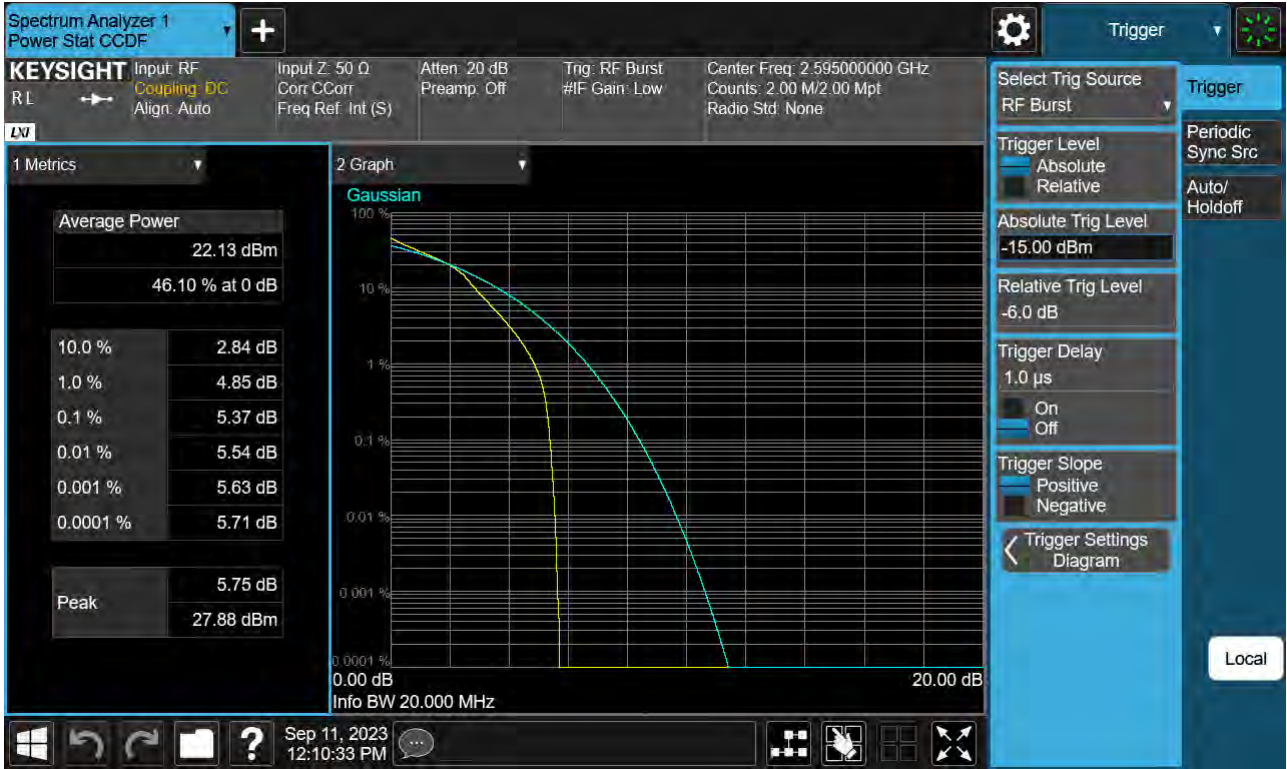 Spectrum Analyzer 1
Power Stat CCDF
+
Trigger
KEYSIGHT
R L
LXI
Input: RF
Coupling: DC
Align: Auto
Input Z: 50 Ω
Corr CCorr
Freq Ref: Int (S)
Atten: 20 dB
Preamp: Off
Trig: RF Burst
#IF Gain: Low
Center Freq: 2.595000000 GHz
Counts: 2.00 M/2.00 Mpt
Radio Std: None
1 Metrics
Average Power
22.13 dBm
46.10 % at 0 dB
10.0 % 2.84 dB
1.0 % 4.85 dB
0.1 % 5.37 dB
0.01 % 5.54 dB
0.001 % 5.63 dB
0.0001 % 5.71 dB
Peak
5.75 dB
27.88 dBm
2 Graph
Gaussian
100 %
10 %
1 %
0.1 %
0.01 %
0.001 %
0.0001 %
0.00 dB 20.00 dB
Info BW 20.000 MHz
Select Trig Source
RF Burst
Trigger Level
Absolute
Relative
Absolute Trig Level
-15.00 dBm
Relative Trig Level
-6.0 dB
Trigger Delay
1.0 µs
On
Off
Trigger Slope
Positive
Negative
Trigger Settings
Diagram
Trigger
Periodic
Sync Src
Auto/
Holdoff
Local
?
Sep 11, 2023
12:10:33 PM